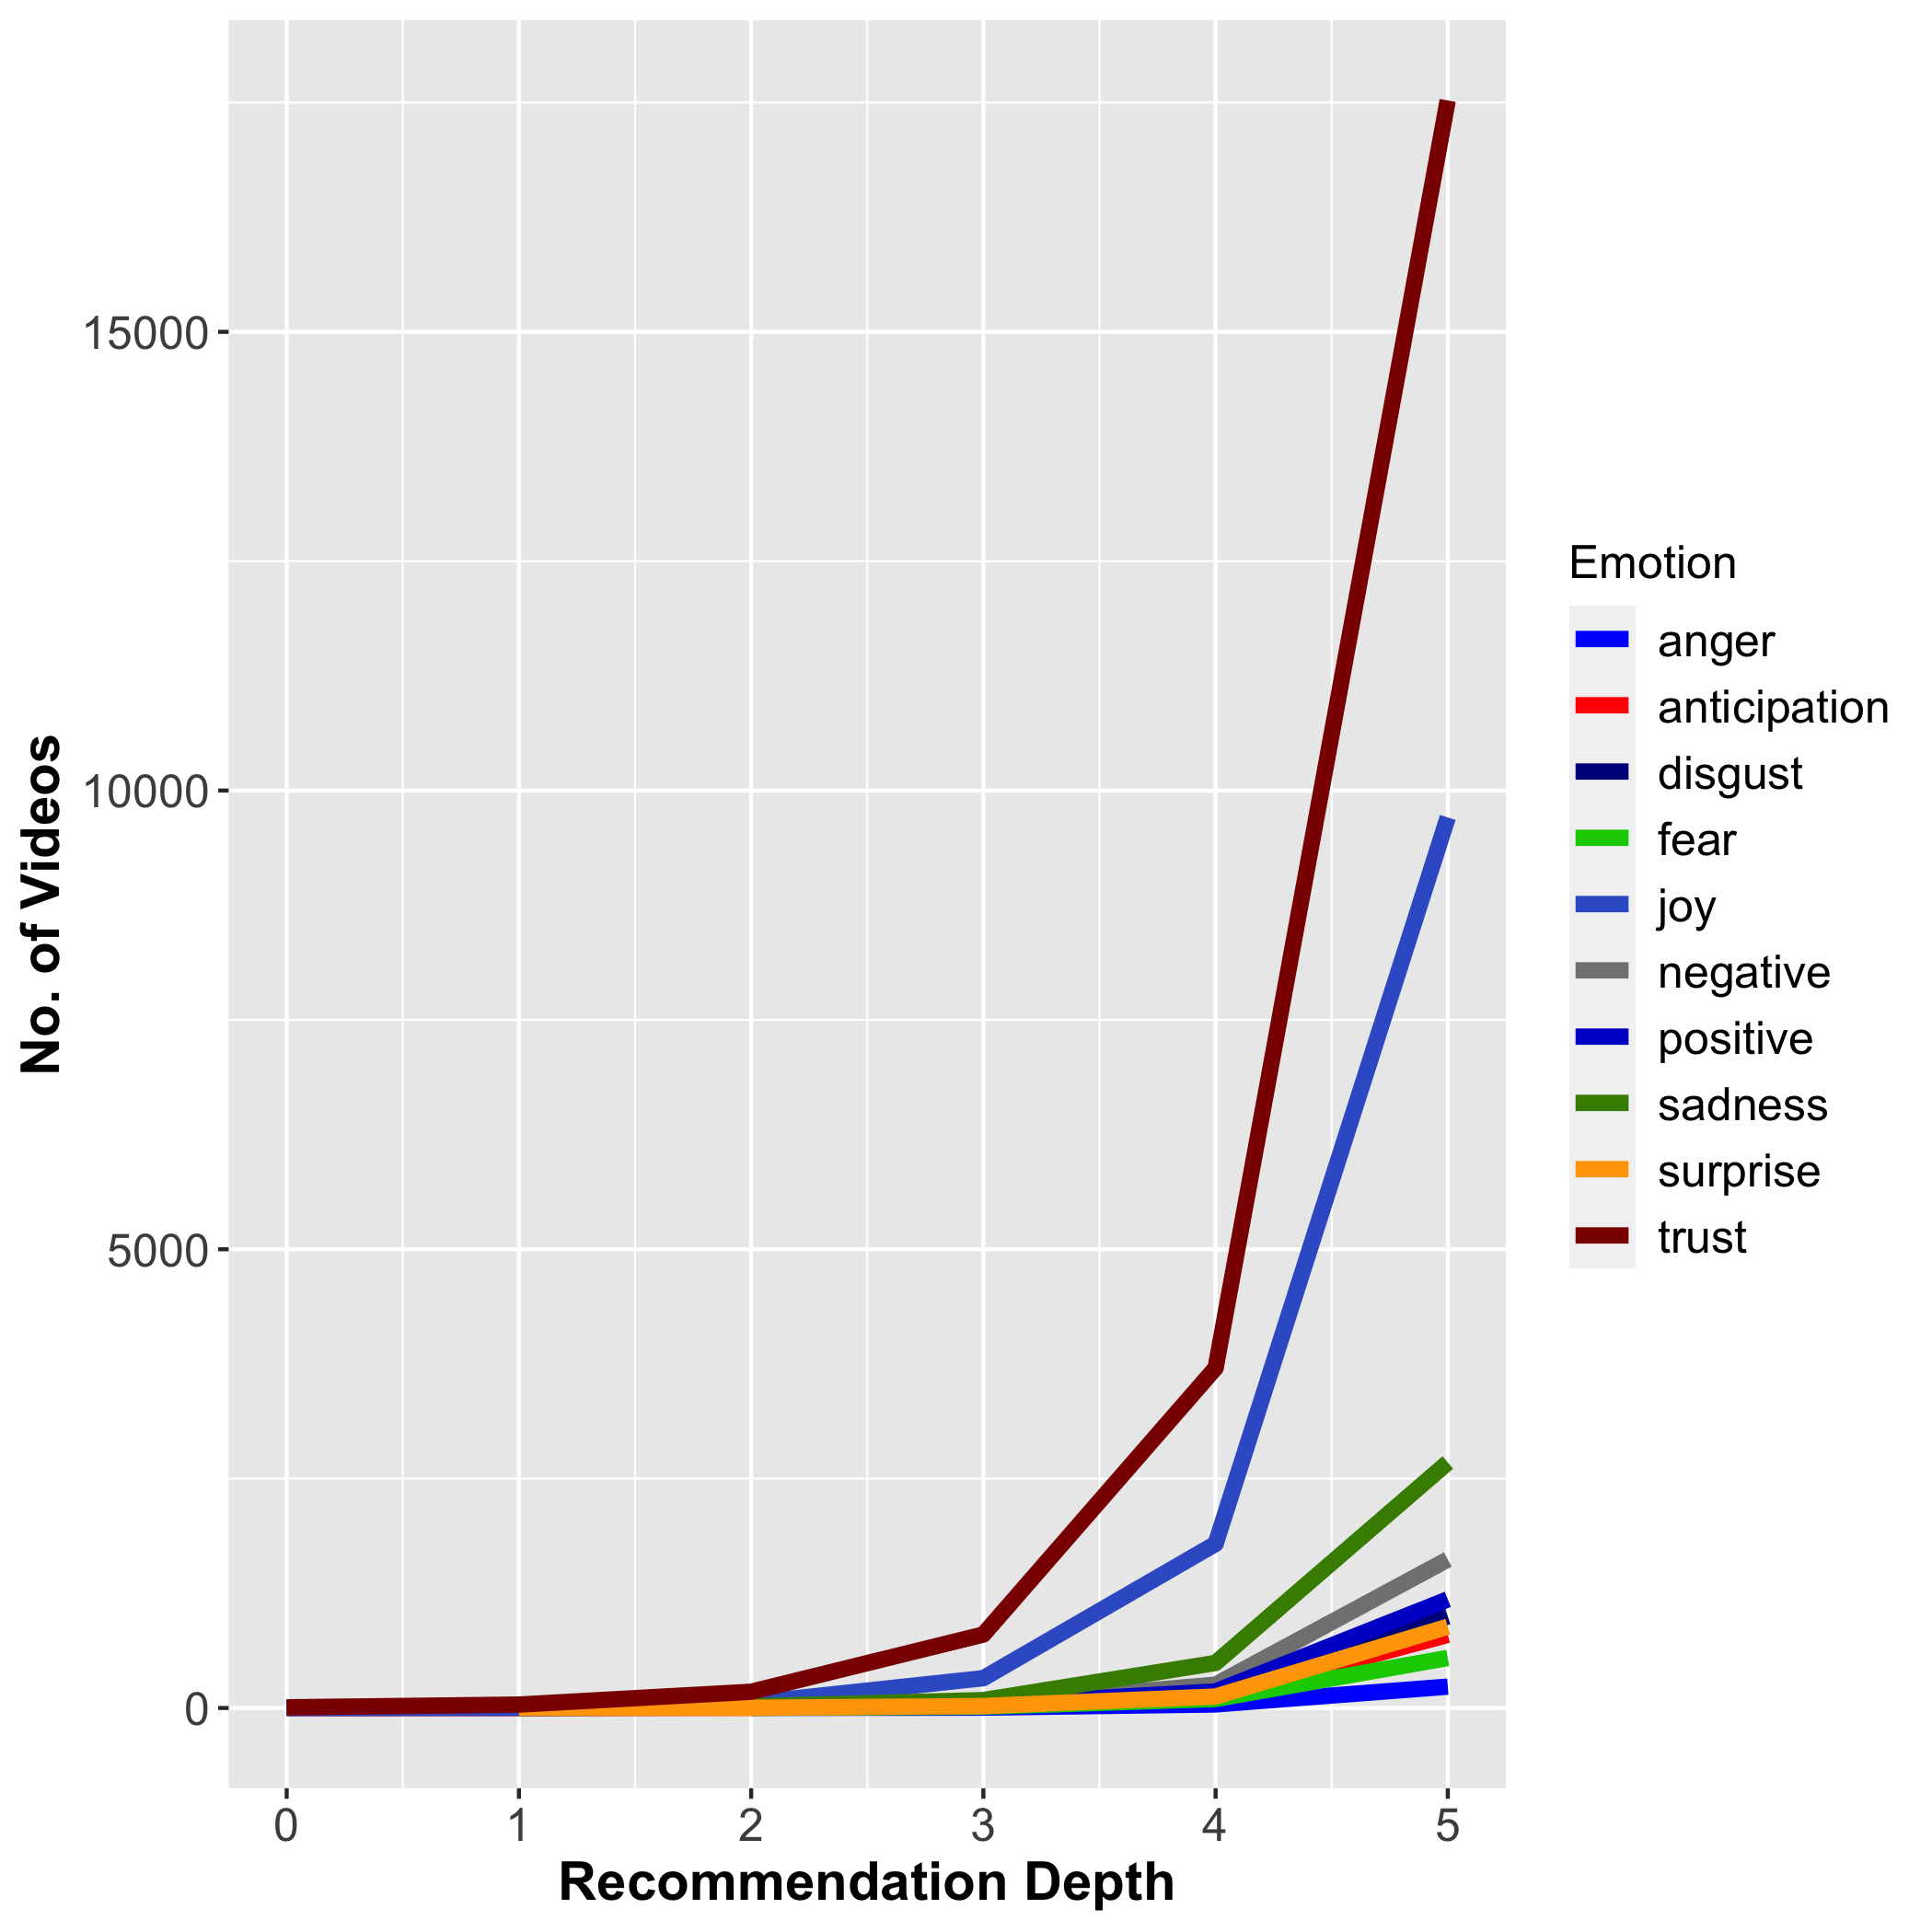 No. of Videos
15000
10000
5000
0
0 1 2 3 4 5
Recommendation Depth
Emotion
anger
anticipation
disgust
fear
joy
negative
positive
sadness
surprise
trust